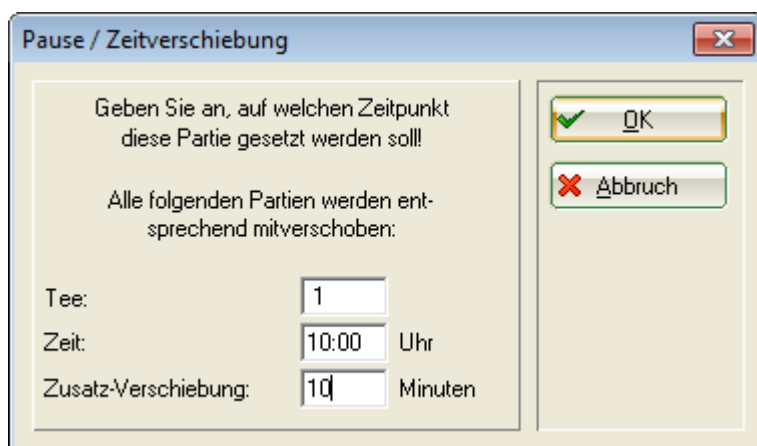 Pause / Zeitverschiebung
Geben Sie an, auf welchen Zeitpunkt
diese Partie gesetzt werden soll!
Alle folgenden Partien werden ent-
sprechend mitverschoben:
Tee: 1
Zeit: 10:00 Uhr
Zusatz-Verschiebung: 10 Minuten
OK
Abbruch